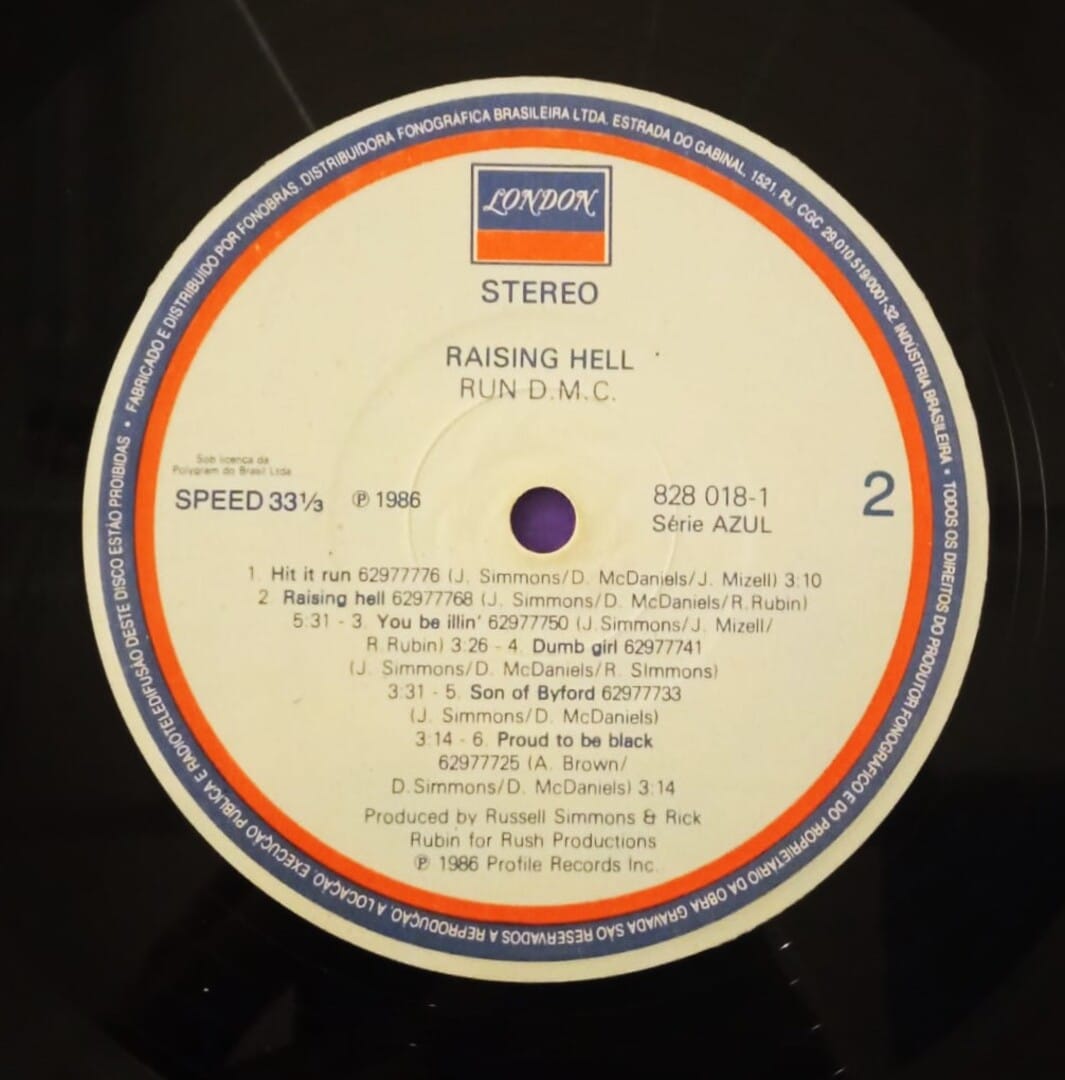 FABRICADO E DISTRIBUIDO POR FONOBRÁS. DISTRIBUIDORA FONOGRÁFICA BRASILEIRA LTDA. ESTRADA DO GABINAL, 1521, RJ. CGC 29.010.519/0001-32. INDÚSTRIA BRASILEIRA • TODOS OS DIREITOS DO PRODUTOR FONOGRÁFICO E DO PROPRIETÁRIO DA OBRA GRAVADA SÃO RESERVADOS A REPRODUÇÃO, A LOCAÇÃO, EXECUÇÃO PÚBLICA E RADIOTELEDIFUSÃO DESTE DISCO ESTÃO PROIBIDAS •
LONDON
STEREO
RAISING HELL
RUN D.M.C.
Sob licença da
Polygram do Brasil Ltda
SPEED 33⅓ ℗ 1986
828 018-1
Série AZUL
2
1. Hit it run 62977776 (J. Simmons/D. McDaniels/J. Mizell) 3:10
2 Raising hell 62977768 (J. Simmons/D. McDaniels/R.Rubin)
5:31 - 3. You be illin' 62977750 (J.Simmons/J. Mizell/
R.Rubin) 3:26 - 4. Dumb girl 62977741
(J. Simmons/D. McDaniels/R. SImmons)
3:31 - 5. Son of Byford 62977733
(J. Simmons/D. McDaniels)
3:14 - 6. Proud to be black
62977725 (A. Brown/
D.Simmons/D. McDaniels) 3:14
Produced by Russell Simmons & Rick
Rubin for Rush Productions
℗ 1986 Profile Records Inc.